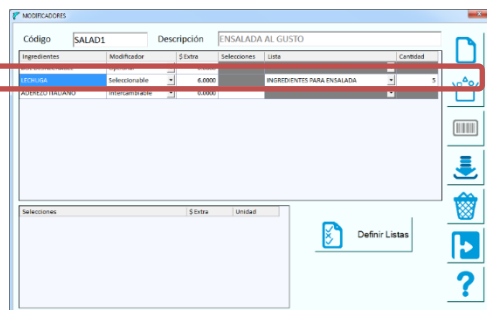 MODIFICADORES
Código SALAD1 Descripción ENSALADA AL GUSTO
Ingredientes Modificador $ Extra Selecciones Lista Cantidad
LECHUGA Seleccionable 6.0000 INGREDIENTES PARA ENSALADA 5
ADEREZO ITALIANO Intercambiable 0.0000
Selecciones $ Extra Unidad
Definir Listas
?